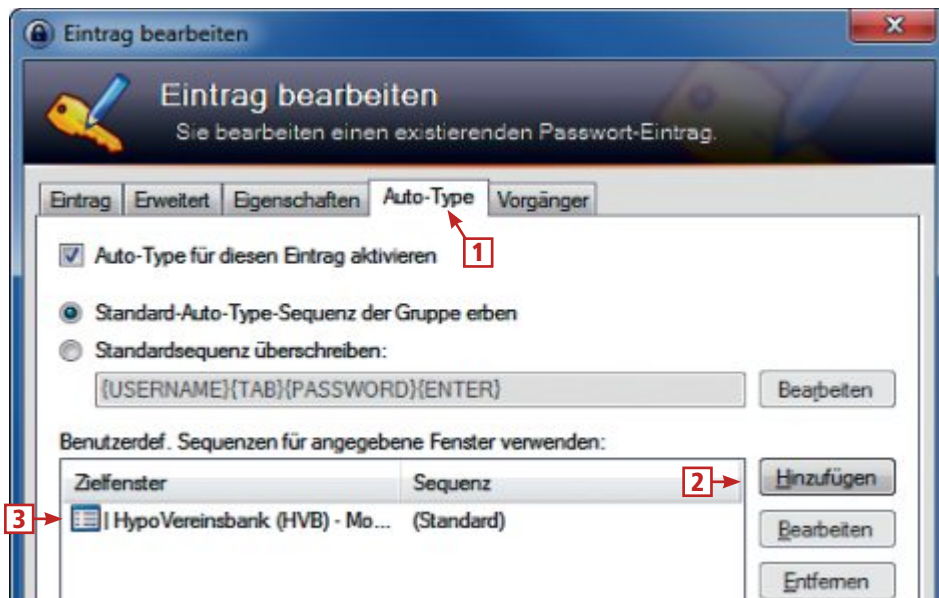 Eintrag bearbeiten
Eintrag bearbeiten
Sie bearbeiten einen existierenden Passwort-Eintrag.
Eintrag Erweitert Eigenschaften Auto-Type Vorgänger
1
Auto-Type für diesen Eintrag aktivieren
Standard-Auto-Type-Sequenz der Gruppe erben
Standardsequenz überschreiben:
{USERNAME}{TAB}{PASSWORD}{ENTER} Bearbeiten
Benutzerdef. Sequenzen für angegebene Fenster verwenden:
Zielfenster Sequenz 2 Hinzufügen
3 | HypoVereinsbank (HVB) - Mo... (Standard)
Bearbeiten
Entfernen